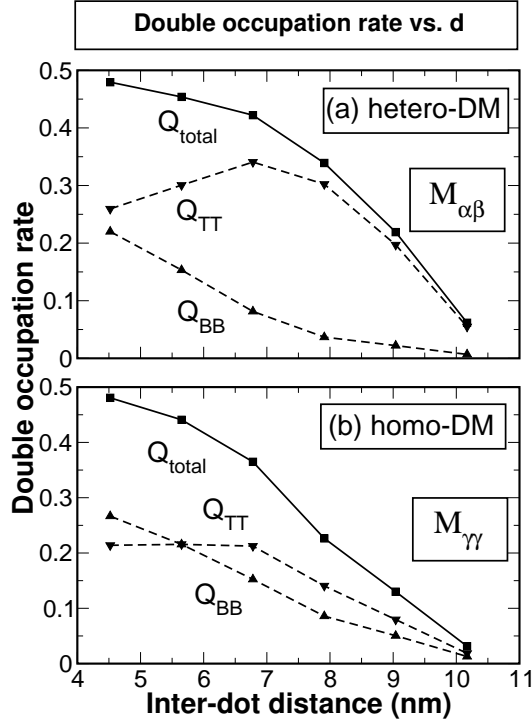 Double occupation rate vs. d
0.5
(a) hetero-DM
Q_total
0.4
M_αβ
0.3
Q_TT
0.2
Q_BB
0.1
0
Double occupation rate
0.5
(b) homo-DM
Q_total
0.4
M_γγ
0.3
Q_TT
0.2
Q_BB
0.1
0
4 5 6 7 8 9 10 11
Inter-dot distance (nm)